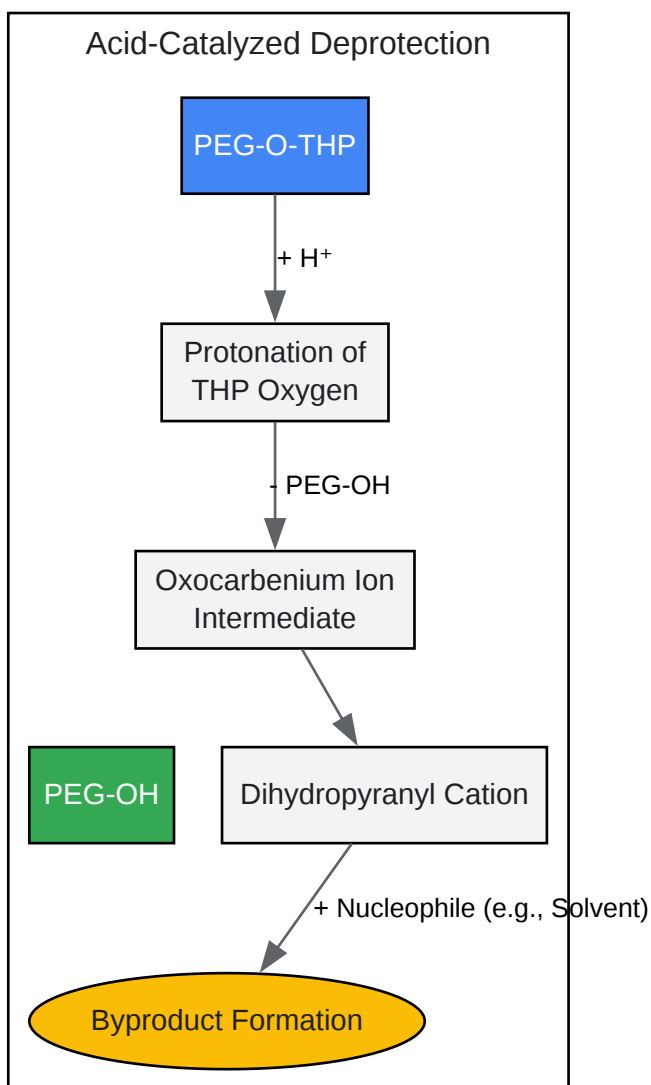 Acid-Catalyzed Deprotection
PEG-O-THP
+ H⁺
Protonation of
THP Oxygen
- PEG-OH
Oxocarbenium Ion
Intermediate
PEG-OH
Dihydropyranyl Cation
+ Nucleophile (e.g., Solvent)
Byproduct Formation